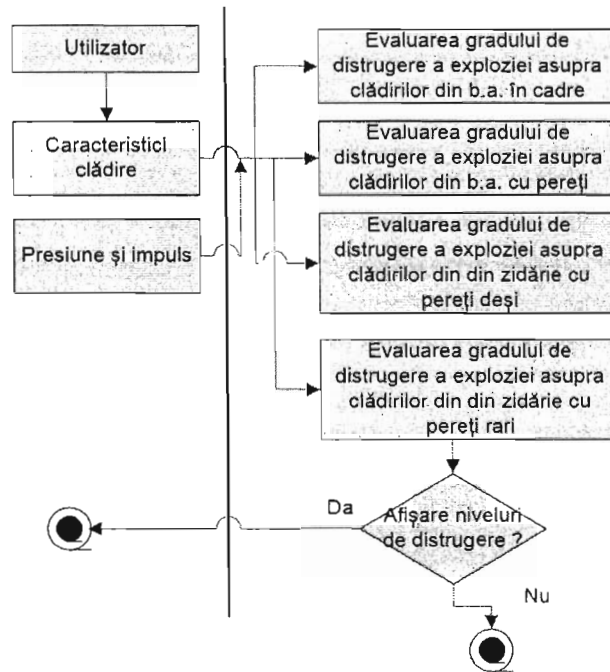 Utilizator
Caracteristici
clădire
Presiune și impuls
Evaluarea gradului de
distrugere a exploziei asupra
clădirilor din b.a. în cadre
Evaluarea gradului de
distrugere a exploziei asupra
clădirilor din b.a. cu pereți
Evaluarea gradului de
distrugere a exploziei asupra
clădirilor din din zidărie cu
pereți deși
Evaluarea gradului de
distrugere a exploziei asupra
clădirilor din din zidărie cu
pereți rari
Afișare niveluri
de distrugere ?
Da
Nu